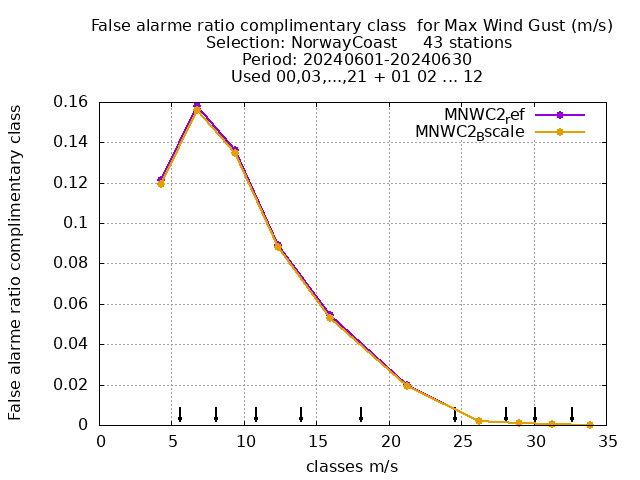 False alarme ratio complimentary class  for Max Wind Gust (m/s)
Selection: NorwayCoast     43 stations
Period: 20240601-20240630
Used 00,03,...,21 + 01 02 ... 12
False alarme ratio complimentary class
0.16
0.14
0.12
0.1
0.08
0.06
0.04
0.02
0
MNWC2ref
MNWC2Bscale
0 5 10 15 20 25 30 35
classes m/s